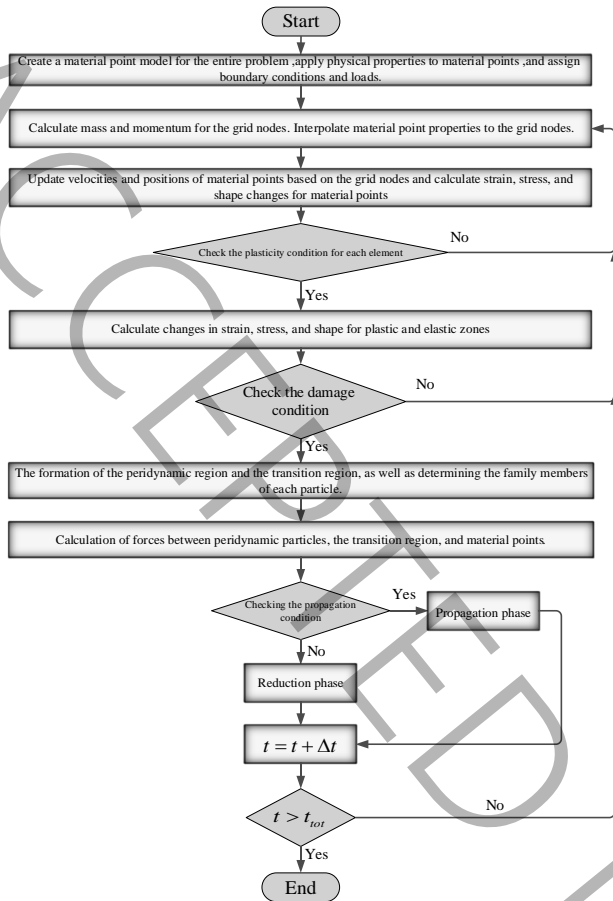 Start
Create a material point model for the entire problem ,apply physical properties to material points ,and assign
boundary conditions and loads.
Calculate mass and momentum for the grid nodes. Interpolate material point properties to the grid nodes.
Update velocities and positions of material points based on the grid nodes and calculate strain, stress, and
shape changes for material points
Check the plasticity condition for each element
No
Yes
Calculate changes in strain, stress, and shape for plastic and elastic zones
Check the damage
condition
No
Yes
The formation of the peridynamic region and the transition region, as well as determining the family members
of each particle.
Calculation of forces between peridynamic particles, the transition region, and material points.
Checking the propagation
condition
Yes
Propagation phase
No
Reduction phase
t = t + Δt
t > t_tot
No
Yes
End
ACCEPTED